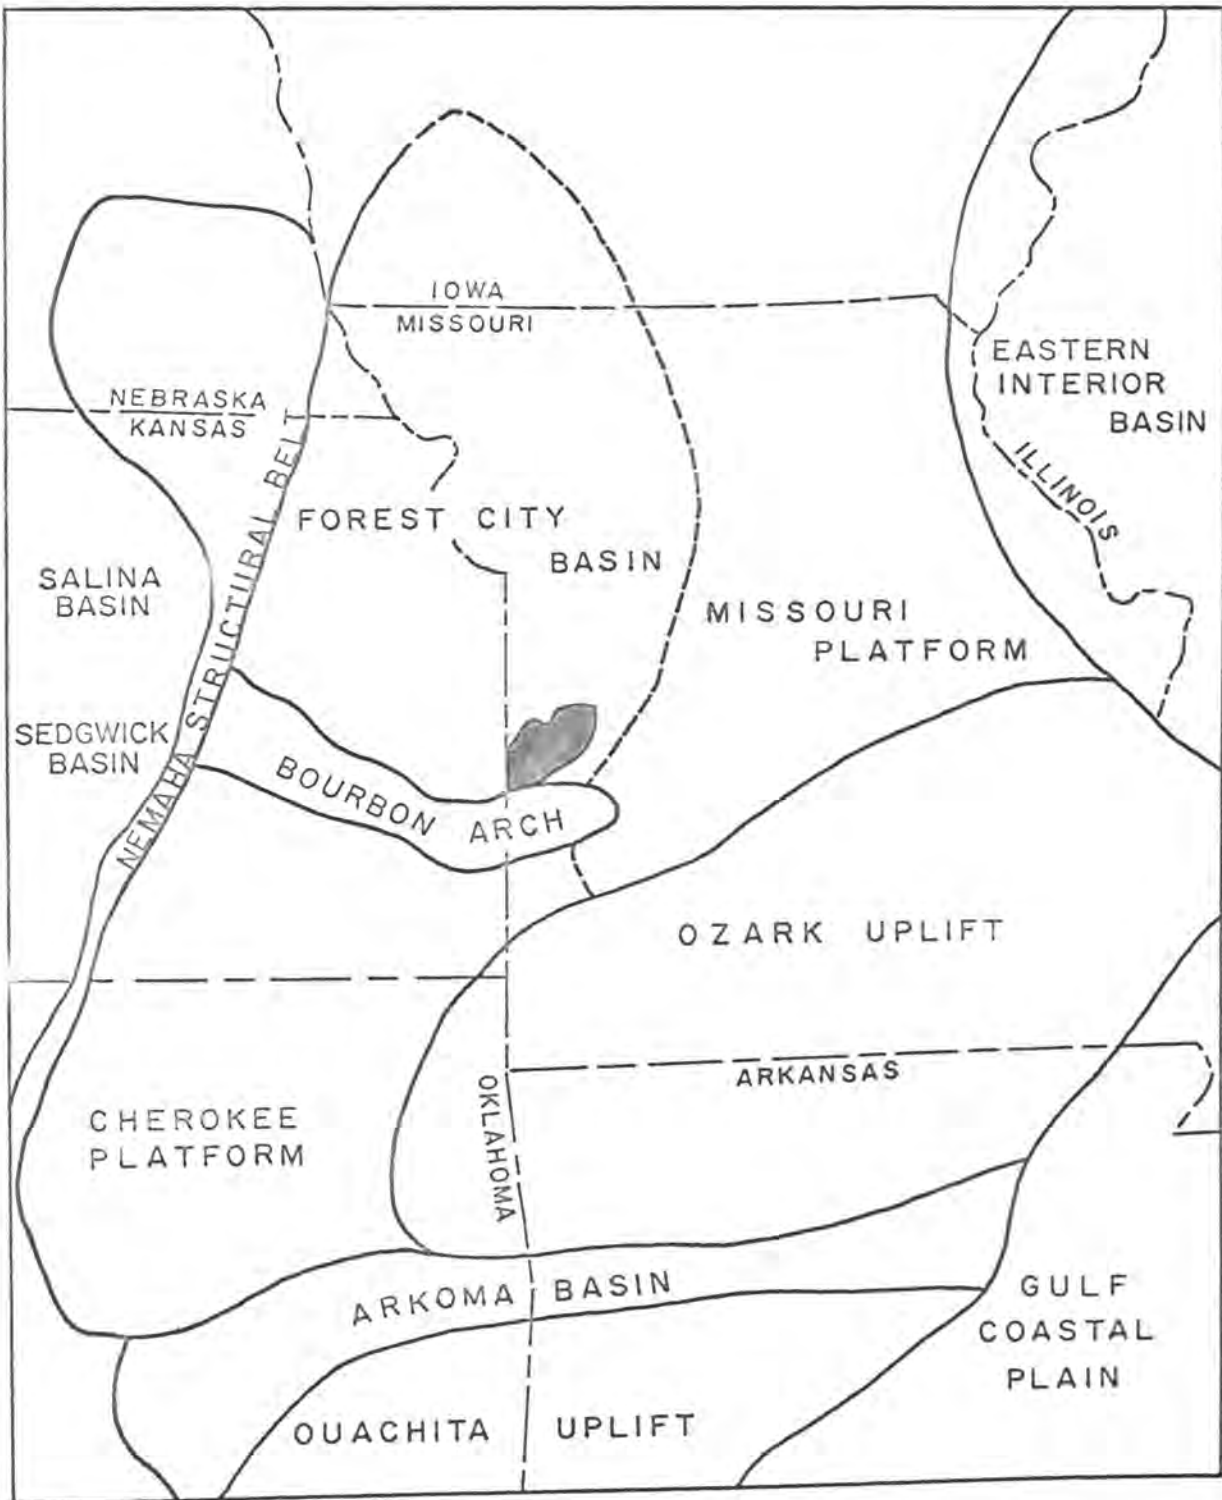 IOWA
MISSOURI
EASTERN
INTERIOR
BASIN
NEBRASKA
KANSAS
ILLINOIS
FOREST CITY
BASIN
SALINA
BASIN
MISSOURI
PLATFORM
NEMAHA STRUCTURAL BELT
SEDGWICK
BASIN
BOURBON ARCH
OZARK UPLIFT
ARKANSAS
OKLAHOMA
CHEROKEE
PLATFORM
ARKOMA BASIN
GULF
COASTAL
PLAIN
OUACHITA UPLIFT